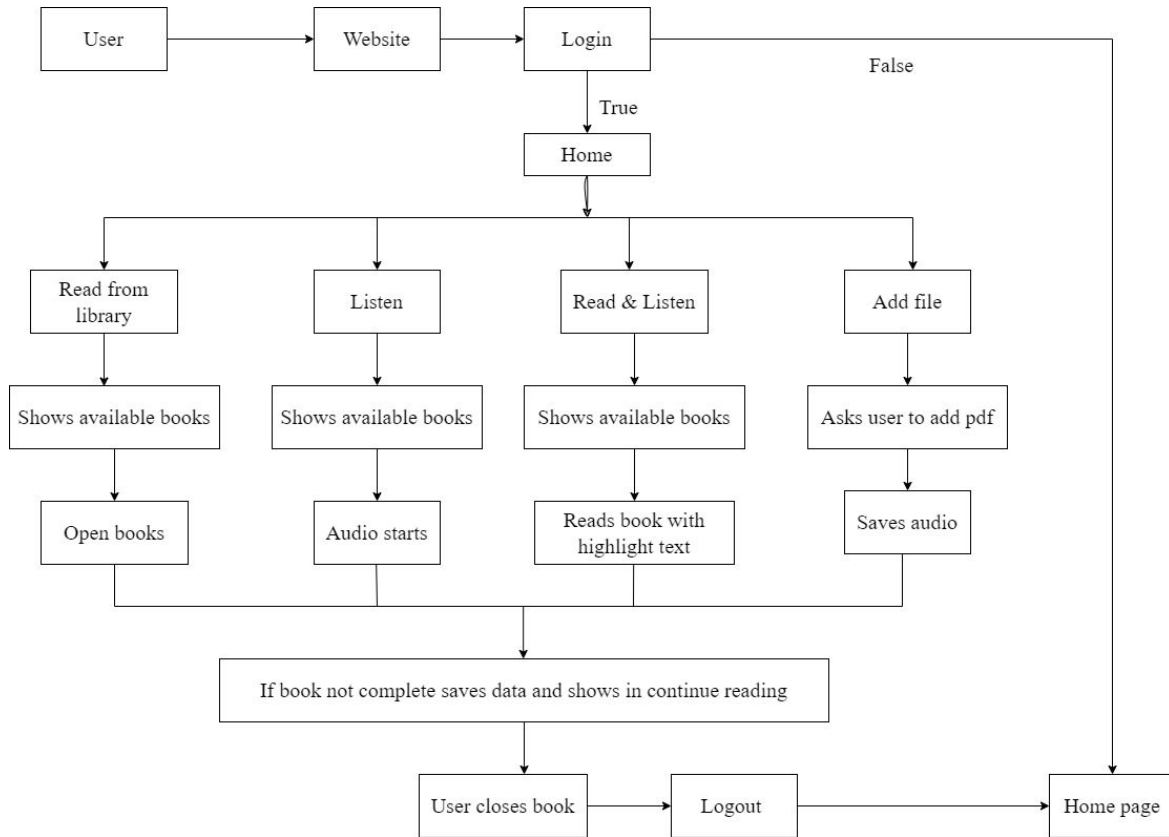 User
Website
Login
False
True
Home
Read from
library
Listen
Read & Listen
Add file
Shows available books
Shows available books
Shows available books
Asks user to add pdf
Open books
Audio starts
Reads book with
highlight text
Saves audio
If book not complete saves data and shows in continue reading
User closes book
Logout
Home page